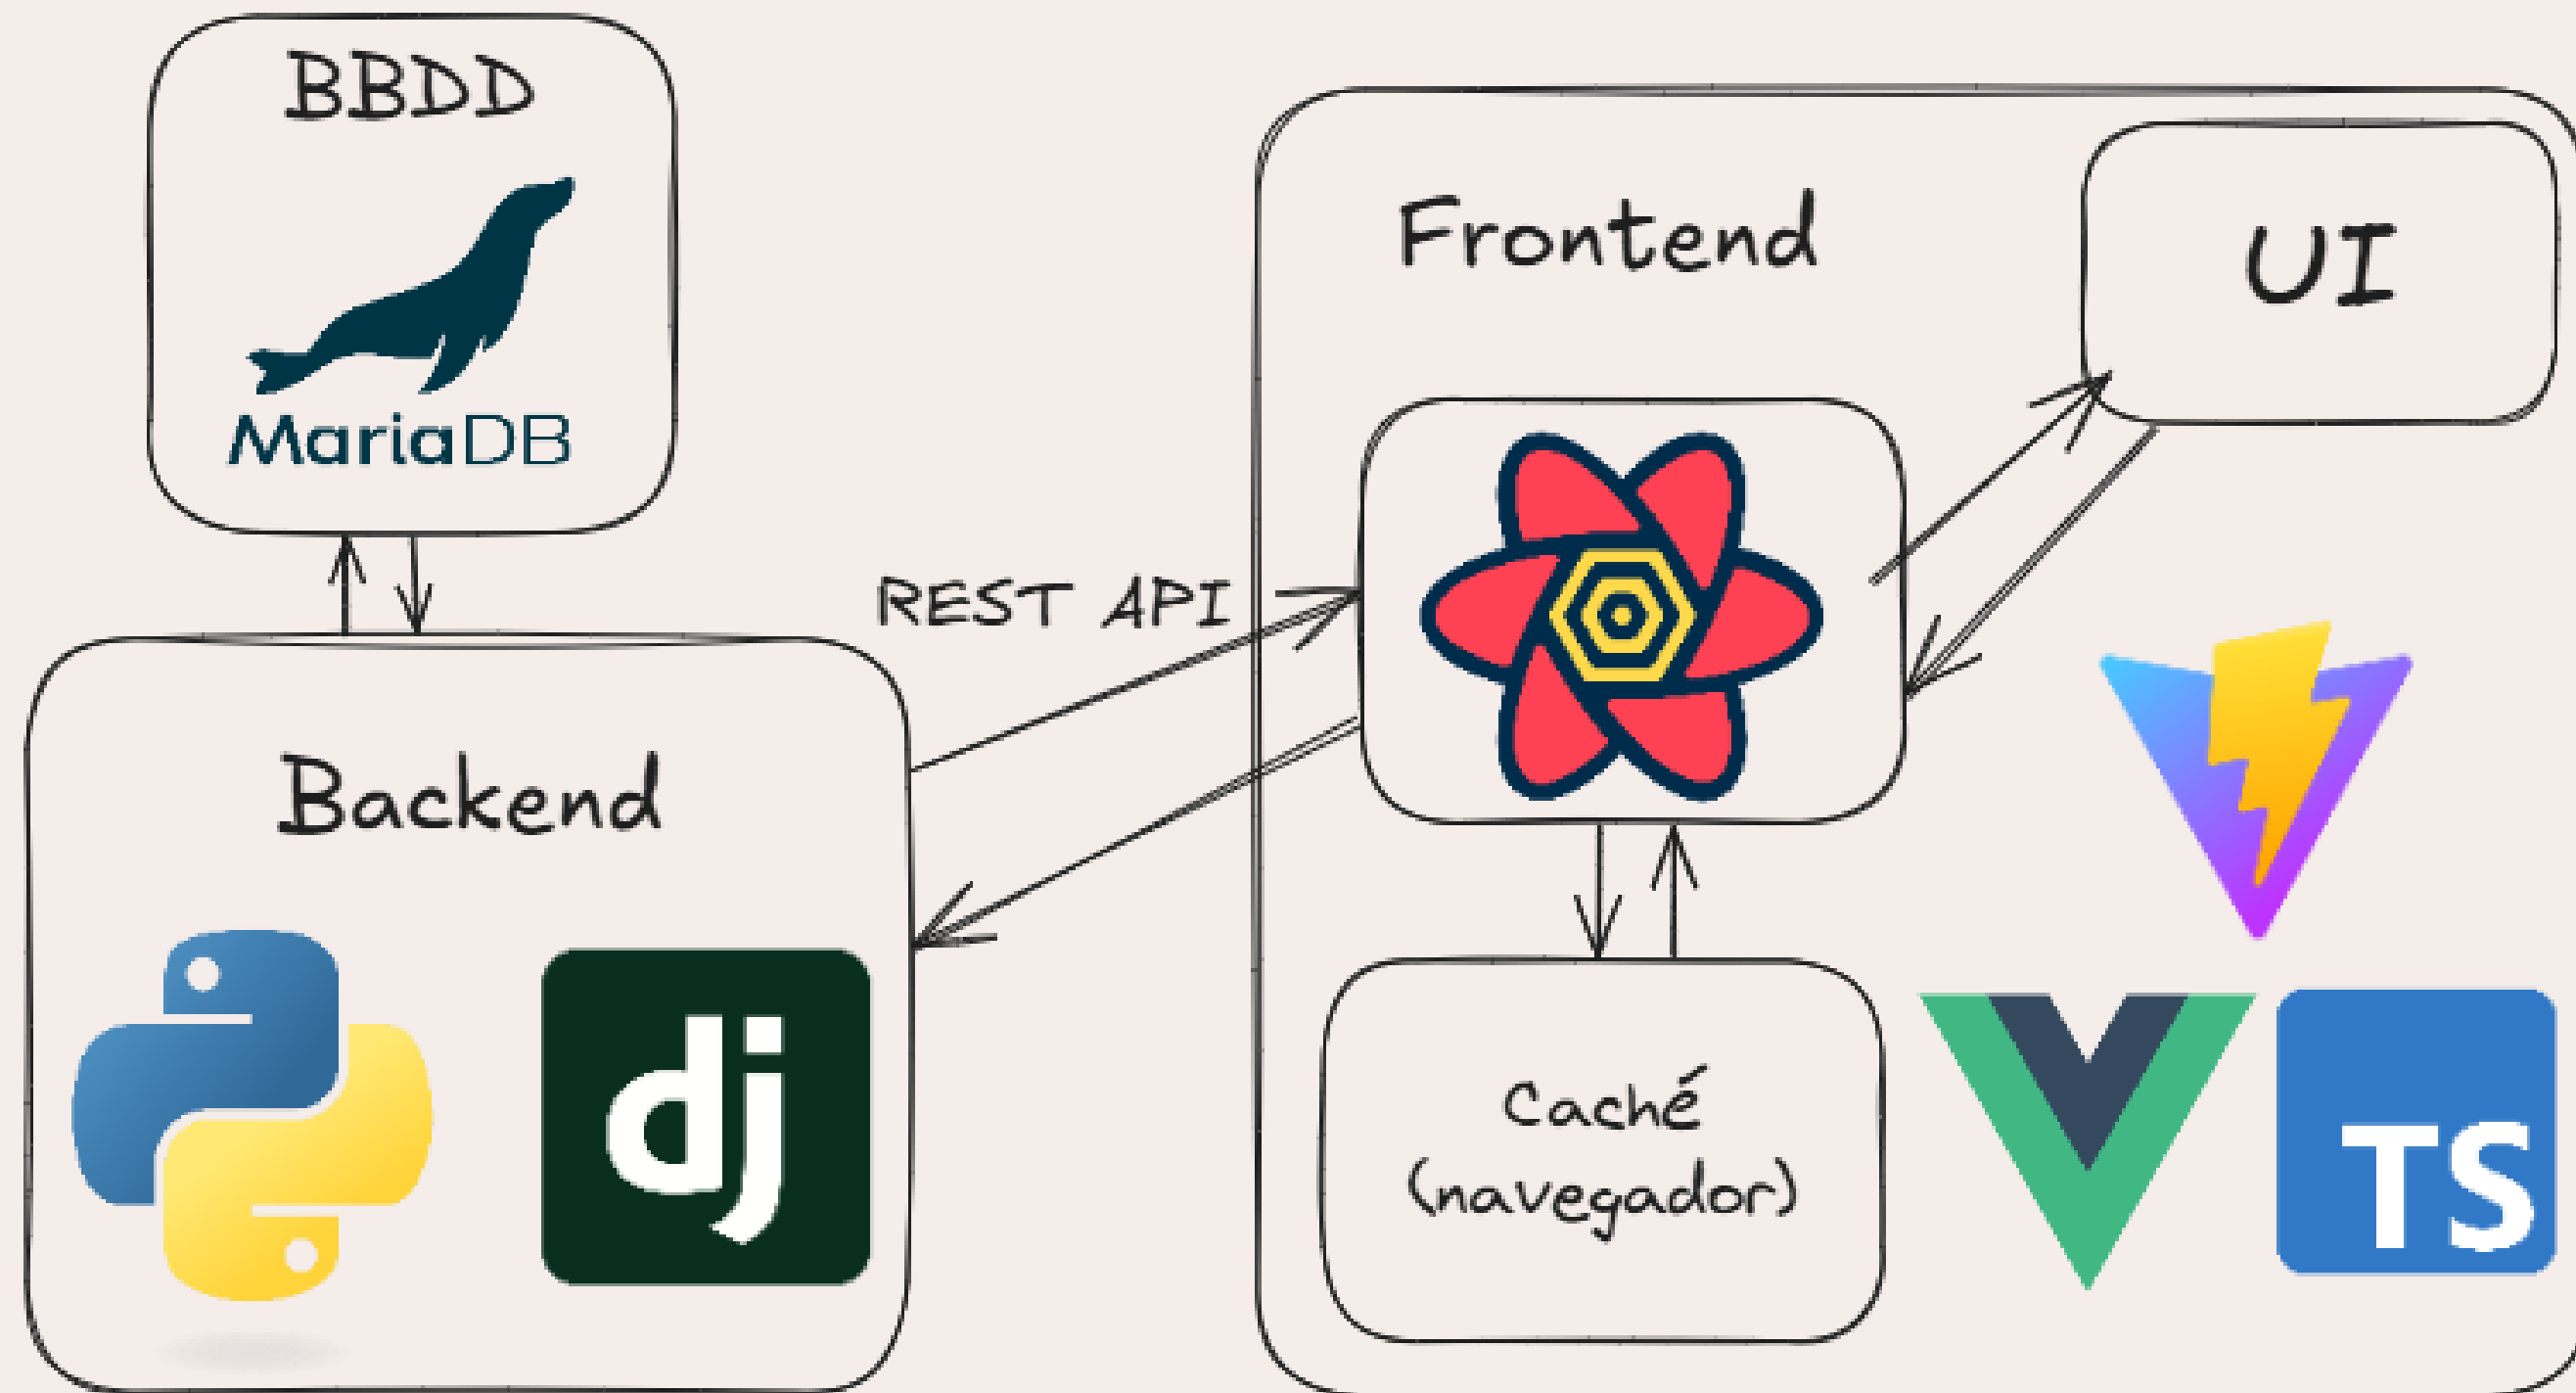 BBDD
MariaDB
Frontend
UI
REST API
Backend
dj
Caché
(navegador)
TS